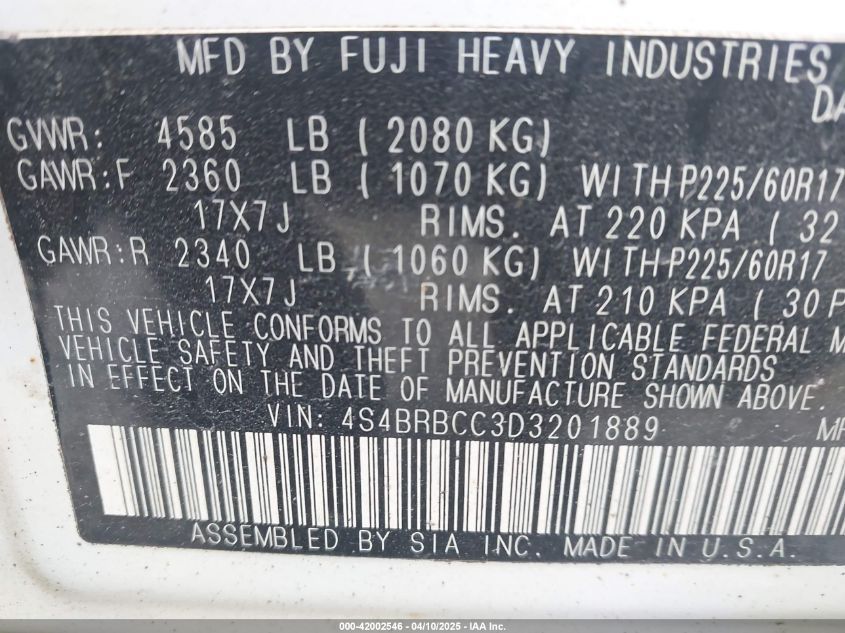 MFD BY FUJI HEAVY INDUSTRIES
GVWR: 4585 LB ( 2080 KG)
GAWR:F 2360 LB ( 1070 KG) WITH P225/60R17
17X7J RIMS. AT 220 KPA ( 32
GAWR:R 2340 LB ( 1060 KG) WITH P225/60R17
17X7J RIMS. AT 210 KPA ( 30 P
THIS VEHICLE CONFORMS TO ALL APPLICABLE FEDERAL M
VEHICLE SAFETY AND THEFT PREVENTION STANDARDS
IN EFFECT ON THE DATE OF MANUFACTURE SHOWN ABOVE.
VIN: 4S4BRBCC3D3201889
ASSEMBLED BY SIA INC. MADE IN U.S.A.
000-42002546 - 04/10/2025 - IAA Inc.